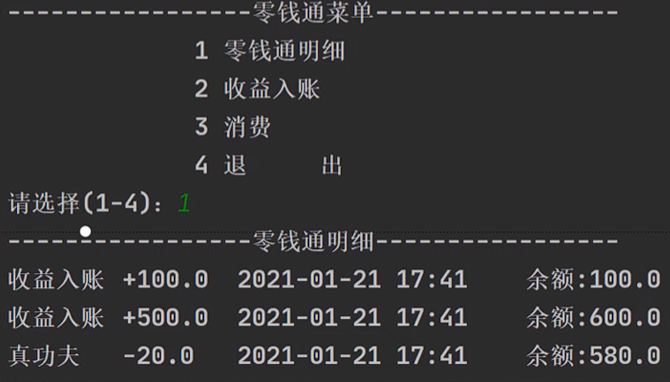 -----------------零钱通菜单-----------------
1 零钱通明细
2 收益入账
3 消费
4 退 出
请选择(1-4)：1
-----------------零钱通明细-----------------
收益入账 +100.0 2021-01-21 17:41 余额:100.0
收益入账 +500.0 2021-01-21 17:41 余额:600.0
真功夫 -20.0 2021-01-21 17:41 余额:580.0